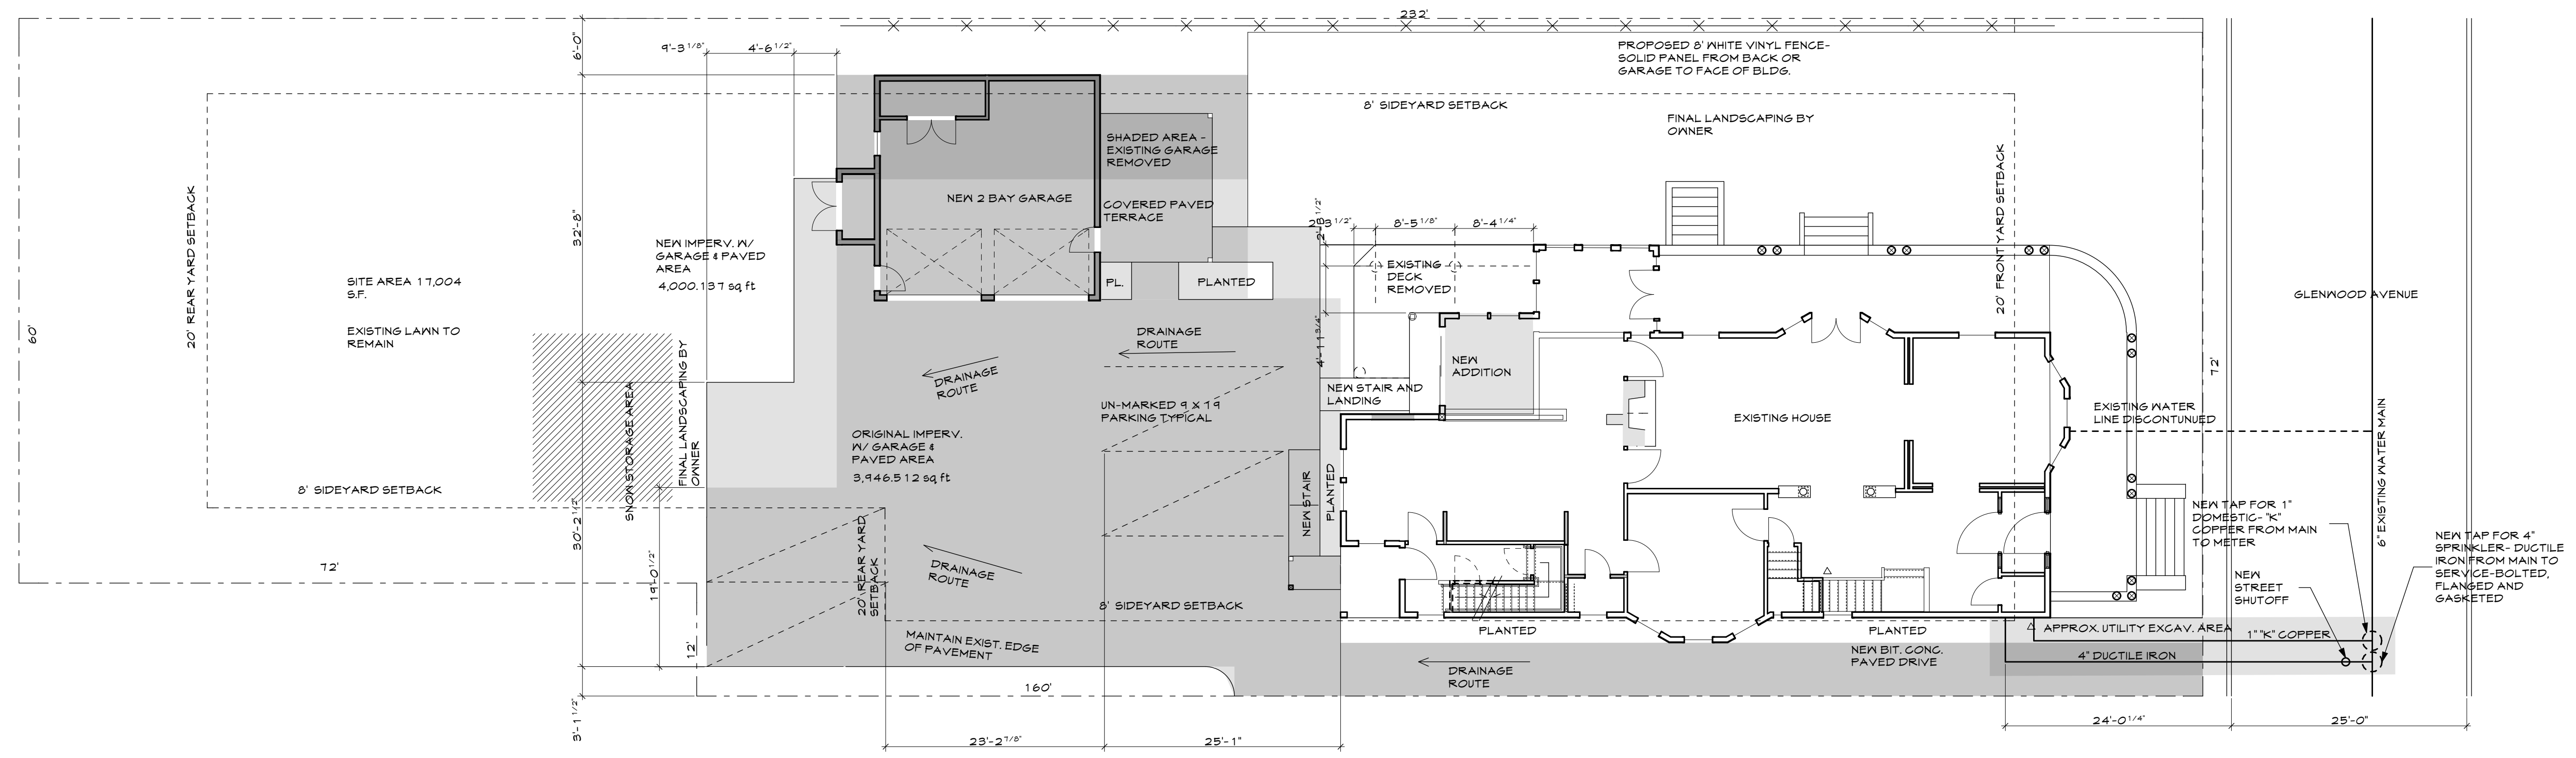 232'
6'-0"
9'-3 1/8"
4'-6 1/2"
PROPOSED 8' WHITE VINYL FENCE-
SOLID PANEL FROM BACK OR
GARAGE TO FACE OF BLDG.
8' SIDEYARD SETBACK
FINAL LANDSCAPING BY
OWNER
SHADED AREA -
EXISTING GARAGE
REMOVED
NEW 2 BAY GARAGE
COVERED PAVED
TERRACE
20' REAR YARD SETBACK
20' FRONT YARD SETBACK
32'-8"
8'-5 1/8"
8'-4 1/4"
NEW IMPERV. W/
GARAGE & PAVED
AREA
4,000.137 sq ft
SITE AREA 17,004
S.F.
EXISTING LAWN TO
REMAIN
PL.
PLANTED
EXISTING
DECK
REMOVED
GLENWOOD AVENUE
60'
72'
DRAINAGE
ROUTE
DRAINAGE
ROUTE
4'-11 3/4"
NEW
ADDITION
NEW STAIR AND
LANDING
UN-MARKED 9 X 19
PARKING TYPICAL
EXISTING HOUSE
EXISTING WATER
LINE DISCONTUNUED
6" EXISTING WATER MAIN
SNOW STORAGE AREA
FINAL LANDSCAPING BY
OWNER
ORIGINAL IMPERV.
W/ GARAGE &
PAVED AREA
3,946.512 sq ft
8' SIDEYARD SETBACK
NEW STAIR
PLANTED
30'-2 1/2"
19'-0 1/2"
20' REAR YARD
SETBACK
DRAINAGE
ROUTE
72'
12'
8' SIDEYARD SETBACK
MAINTAIN EXIST. EDGE
OF PAVEMENT
PLANTED
PLANTED
NEW BIT. CONC.
PAVED DRIVE
DRAINAGE
ROUTE
NEW TAP FOR 1"
DOMESTIC- "K"
COPPER FROM MAIN
TO METER
NEW TAP FOR 4"
SPRINKLER- DUCTILE
IRON FROM MAIN TO
SERVICE-BOLTED,
FLANGED AND
GASKETED
NEW
STREET
SHUTOFF
APPROX. UTILITY EXCAV. AREA
1" "K" COPPER
4" DUCTILE IRON
160'
3'-1 1/2"
23'-2 7/8"
25'-1"
24'-0 1/4"
25'-0"